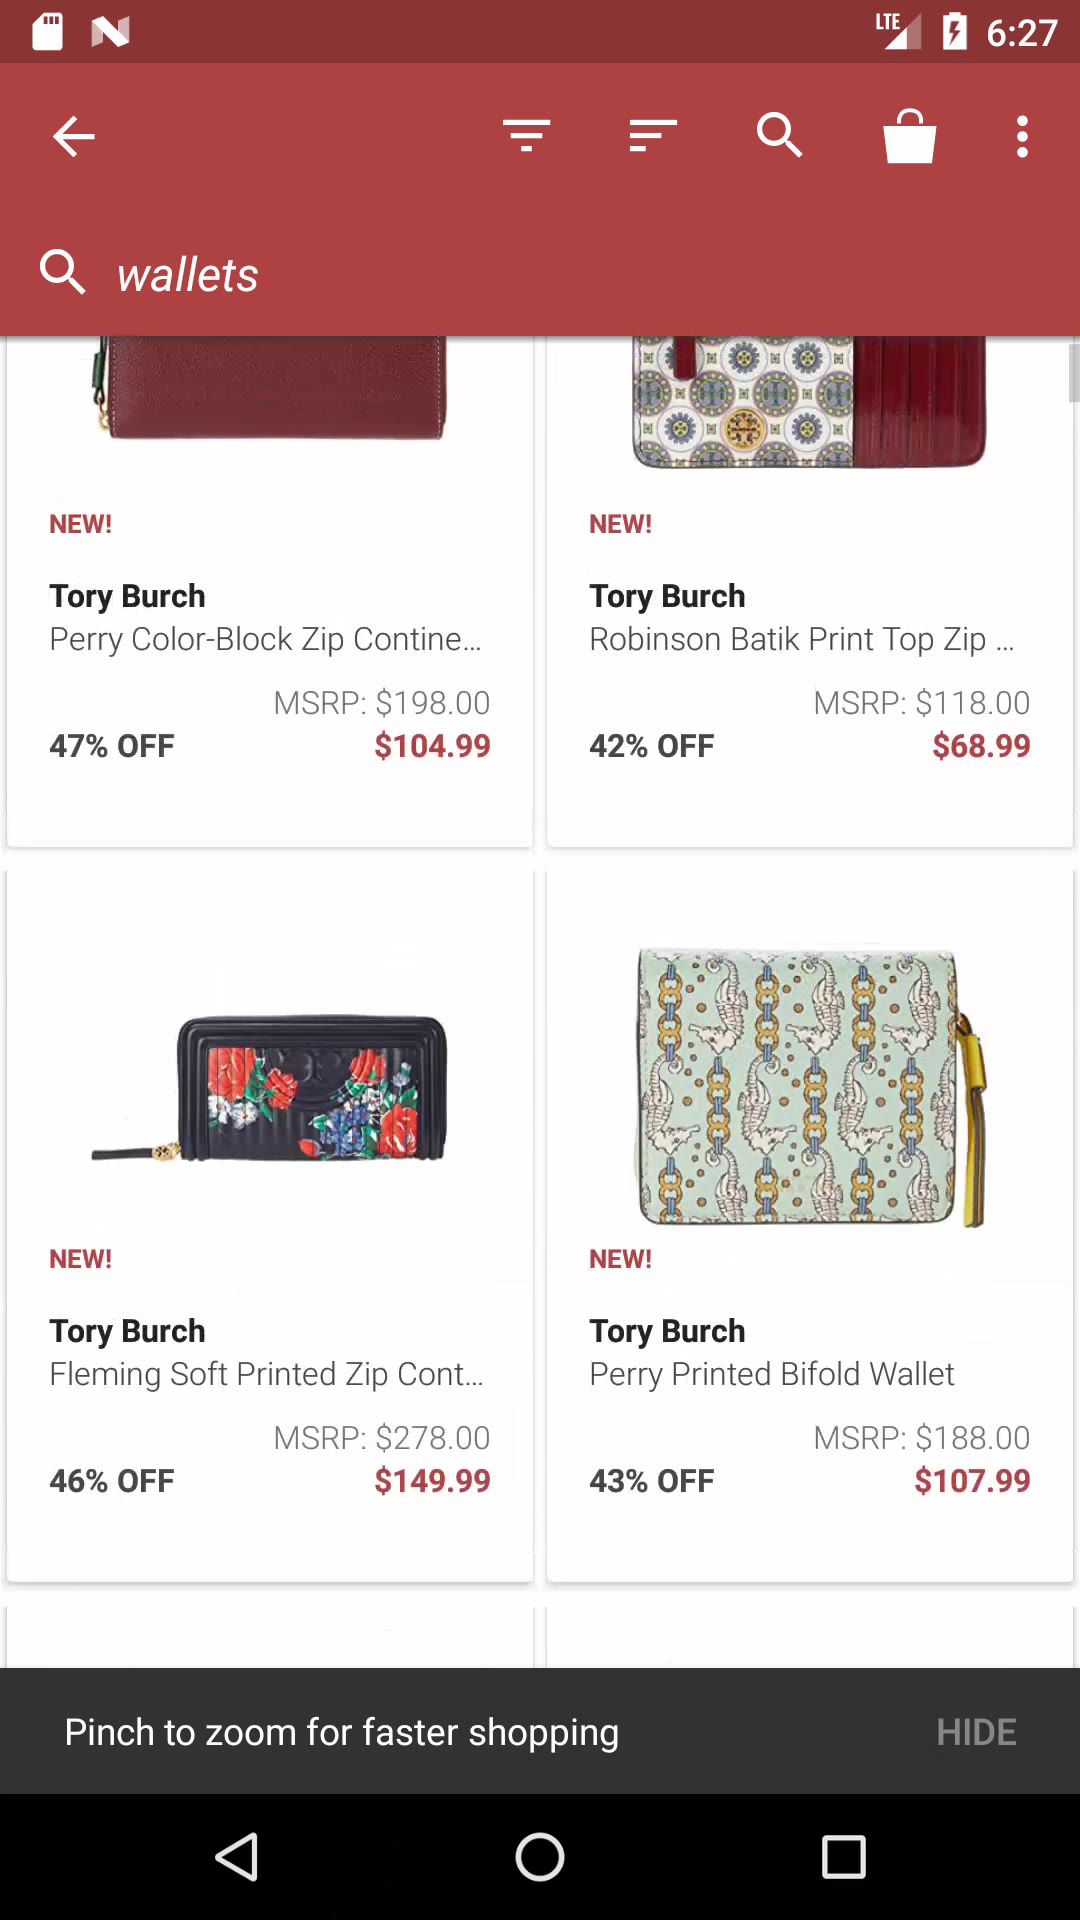 LTE 6:27
wallets
NEW!
Tory Burch
Perry Color-Block Zip Contine...
MSRP: $198.00
47% OFF $104.99
NEW!
Tory Burch
Robinson Batik Print Top Zip ...
MSRP: $118.00
42% OFF $68.99
NEW!
Tory Burch
Fleming Soft Printed Zip Cont...
MSRP: $278.00
46% OFF $149.99
NEW!
Tory Burch
Perry Printed Bifold Wallet
MSRP: $188.00
43% OFF $107.99
Pinch to zoom for faster shopping HIDE